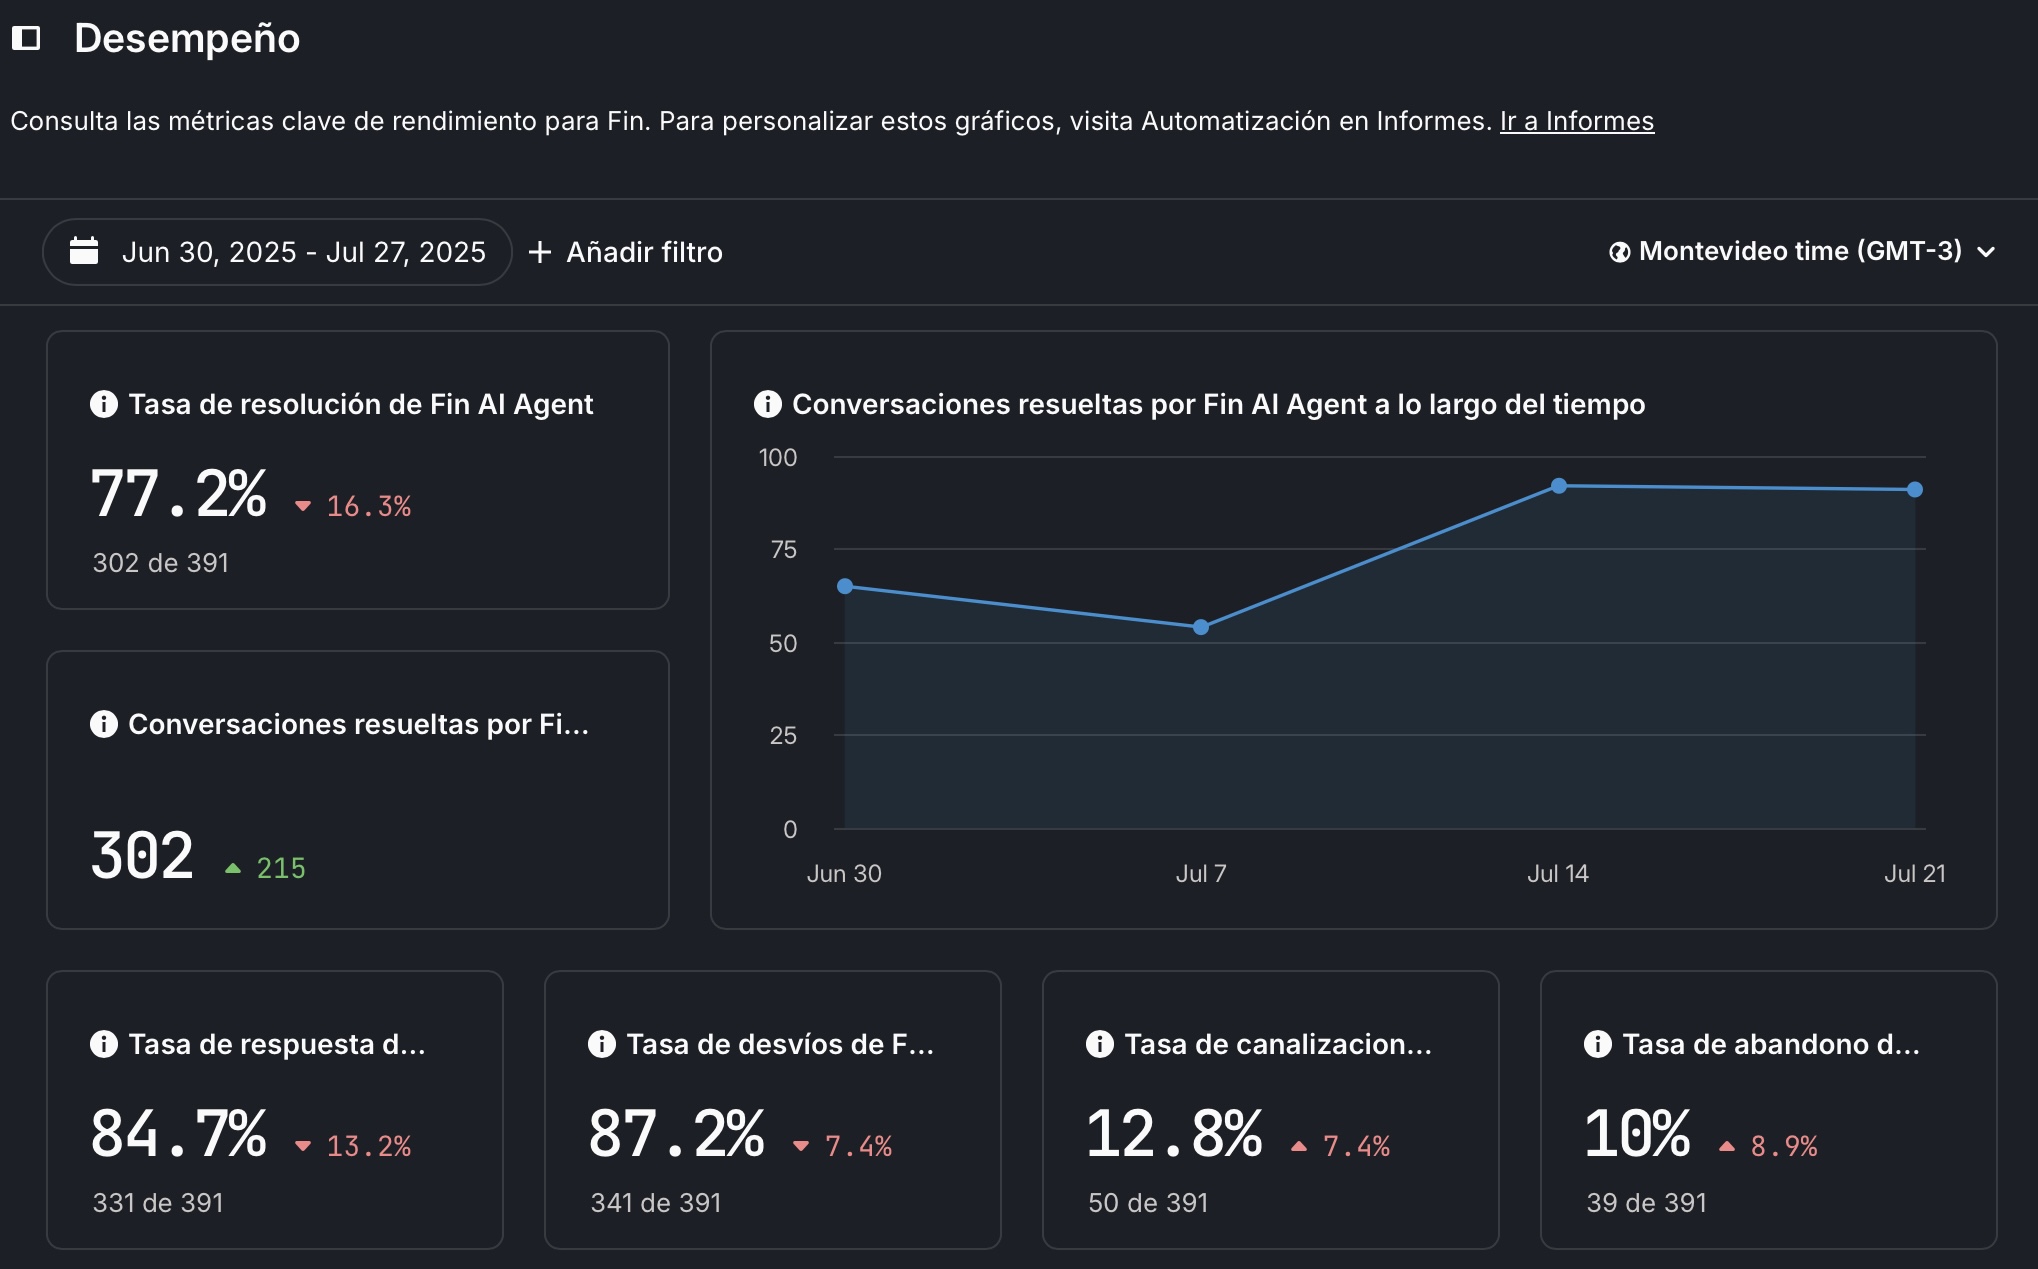 Desempeño
Consulta las métricas clave de rendimiento para Fin. Para personalizar estos gráficos, visita Automatización en Informes. Ir a Informes
Jun 30, 2025 - Jul 27, 2025
Añadir filtro
Montevideo time (GMT-3)
Tasa de resolución de Fin AI Agent
77.2% 16.3%
302 de 391
Conversaciones resueltas por Fi...
302 215
Conversaciones resueltas por Fin AI Agent a lo largo del tiempo
100
75
50
25
0
Jun 30 Jul 7 Jul 14 Jul 21
Tasa de respuesta d...
84.7% 13.2%
331 de 391
Tasa de desvíos de F...
87.2% 7.4%
341 de 391
Tasa de canalizacion...
12.8% 7.4%
50 de 391
Tasa de abandono d...
10% 8.9%
39 de 391